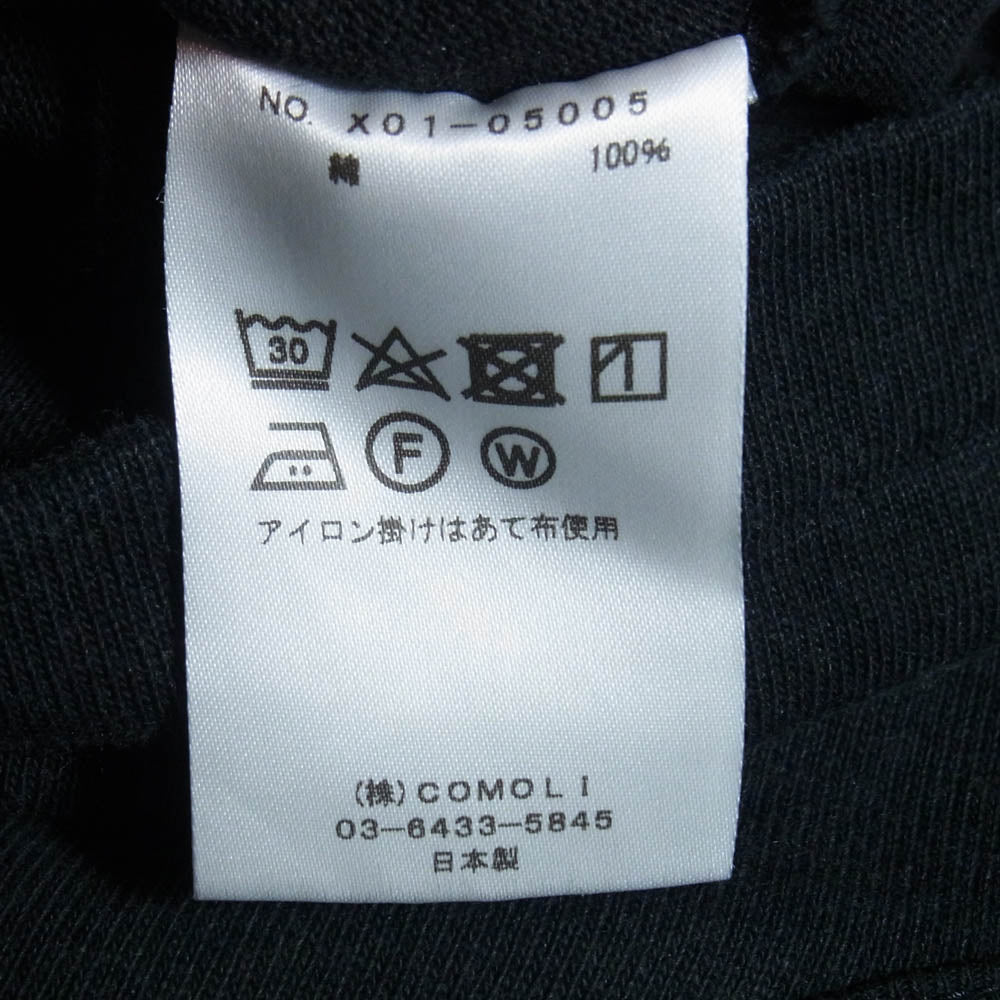 NO. X01-05005
綿 100%
30
F W
アイロン掛けはあて布使用
(株)COMOLI
03-6433-5845
日本製